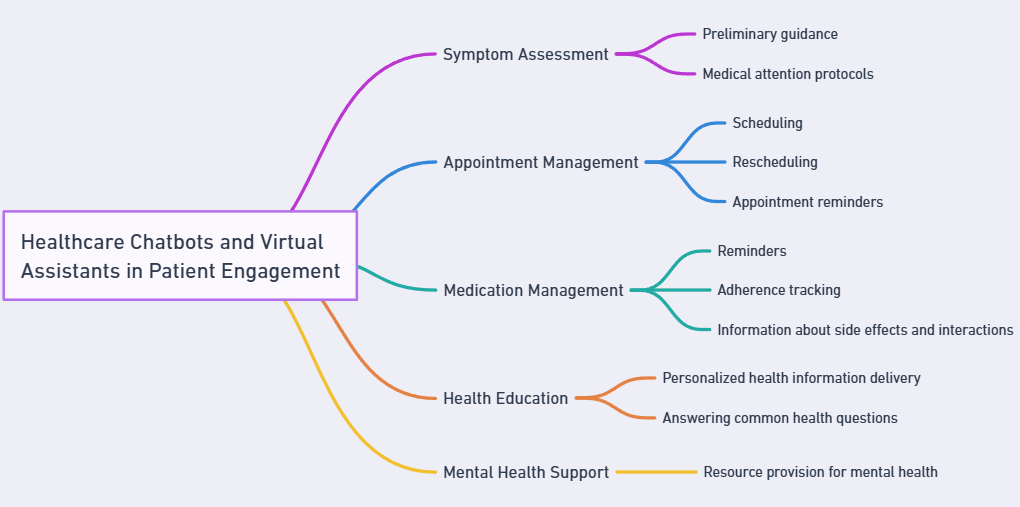 Healthcare Chatbots and Virtual
Assistants in Patient Engagement
Symptom Assessment
Preliminary guidance
Medical attention protocols
Appointment Management
Scheduling
Rescheduling
Appointment reminders
Medication Management
Reminders
Adherence tracking
Information about side effects and interactions
Health Education
Personalized health information delivery
Answering common health questions
Mental Health Support
Resource provision for mental health